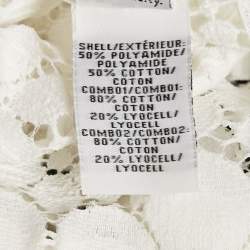 SHELL/EXTÉRIEUR:
50% POLYAMIDE/
POLYAMIDE
50% COTTON/
COTON
COMBO1/COMBO1:
80% COTTON/
COTON
20% LYOCELL/
LYOCELL
COMBO2/COMBO2:
80% COTTON/
COTON
20% LYOCELL/
LYOCELL